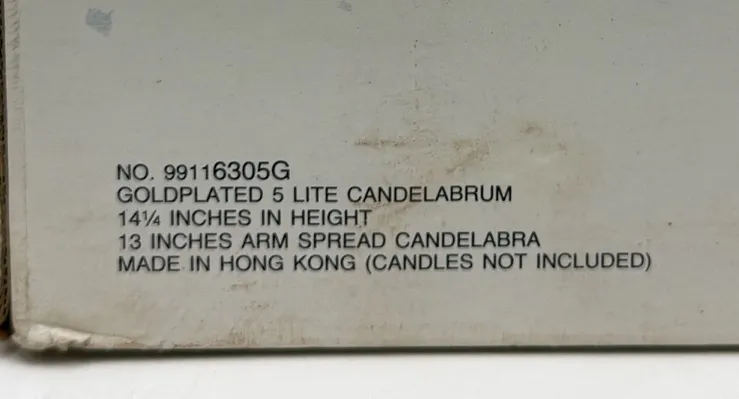 NO. 99116305G
GOLDPLATED 5 LITE CANDELABRUM
14¼ INCHES IN HEIGHT
13 INCHES ARM SPREAD CANDELABRA
MADE IN HONG KONG (CANDLES NOT INCLUDED)